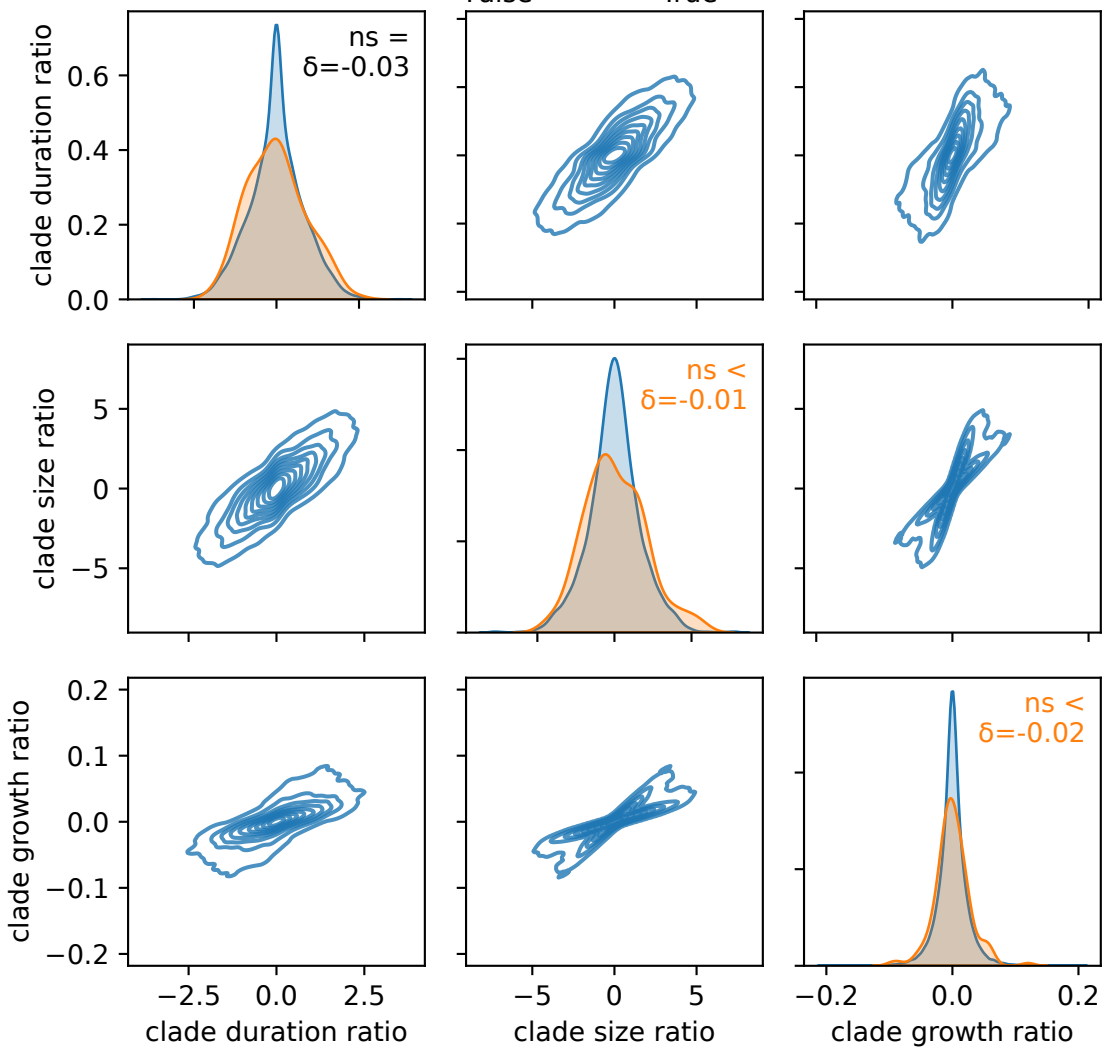 clade duration ratio
0.6
0.4
0.2
0.0
ns =
δ=-0.03
clade size ratio
5
0
−5
ns <
δ=-0.01
clade growth ratio
0.2
0.1
0.0
−0.1
−0.2
ns <
δ=-0.02
−2.5 0.0 2.5
−5 0 5
−0.2 0.0 0.2
clade duration ratio
clade size ratio
clade growth ratio